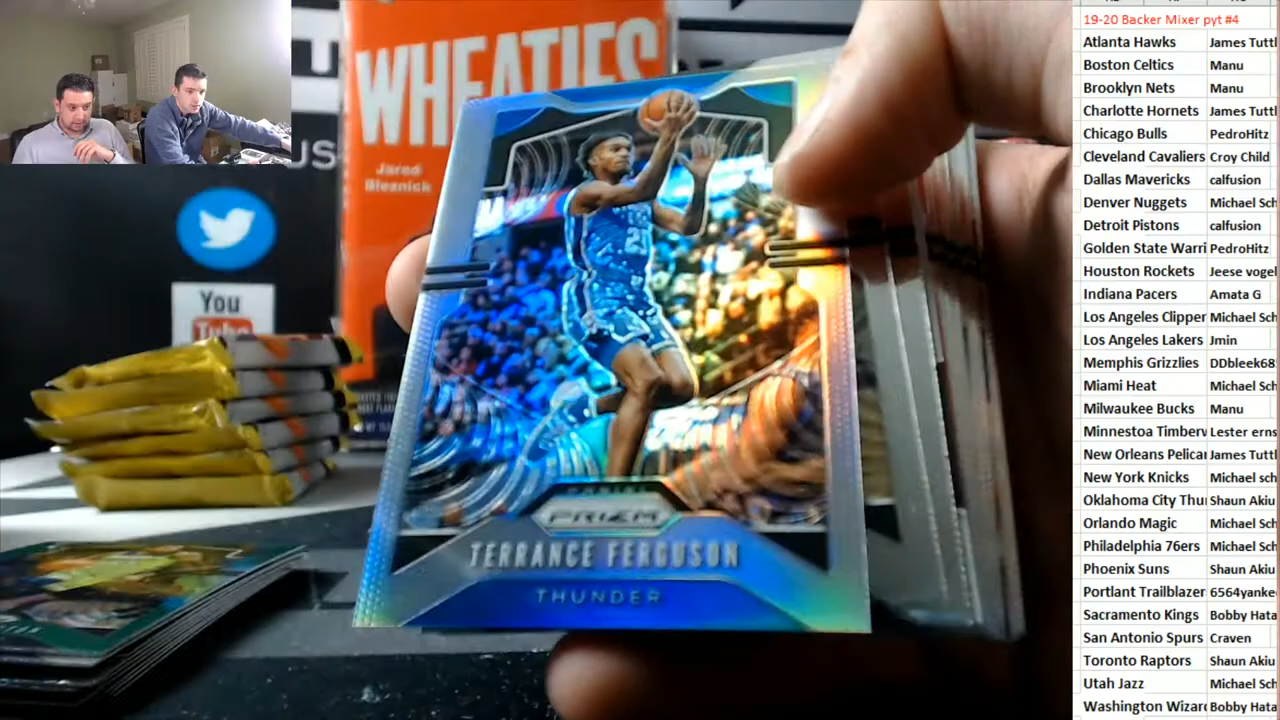 WHEATIES
Jared
Bleznick
US
You
Tube
23
PRIZM
TERRANCE FERGUSON
THUNDER
19-20 Backer Mixer pyt #4
Atlanta Hawks James Tuttl
Boston Celtics Manu
Brooklyn Nets Manu
Charlotte Hornets James Tuttl
Chicago Bulls PedroHitz
Cleveland Cavaliers Croy Child
Dallas Mavericks calfusion
Denver Nuggets Michael Sch
Detroit Pistons calfusion
Golden State Warri PedroHitz
Houston Rockets Jeese vogel
Indiana Pacers Amata G
Los Angeles Clipper Michael Sch
Los Angeles Lakers Jmin
Memphis Grizzlies DDbleek68
Miami Heat Michael Sch
Milwaukee Bucks Manu
Minnestoa Timberv Lester erns
New Orleans Pelica James Tuttl
New York Knicks Michael sch
Oklahoma City Thu Shaun Akiu
Orlando Magic Michael Sch
Philadelphia 76ers Michael Sch
Phoenix Suns Shaun Akiu
Portlant Trailblazer 6564yanke
Sacramento Kings Bobby Hata
San Antonio Spurs Craven
Toronto Raptors Shaun Akiu
Utah Jazz Michael Sch
Washington Wizar Bobby Hata